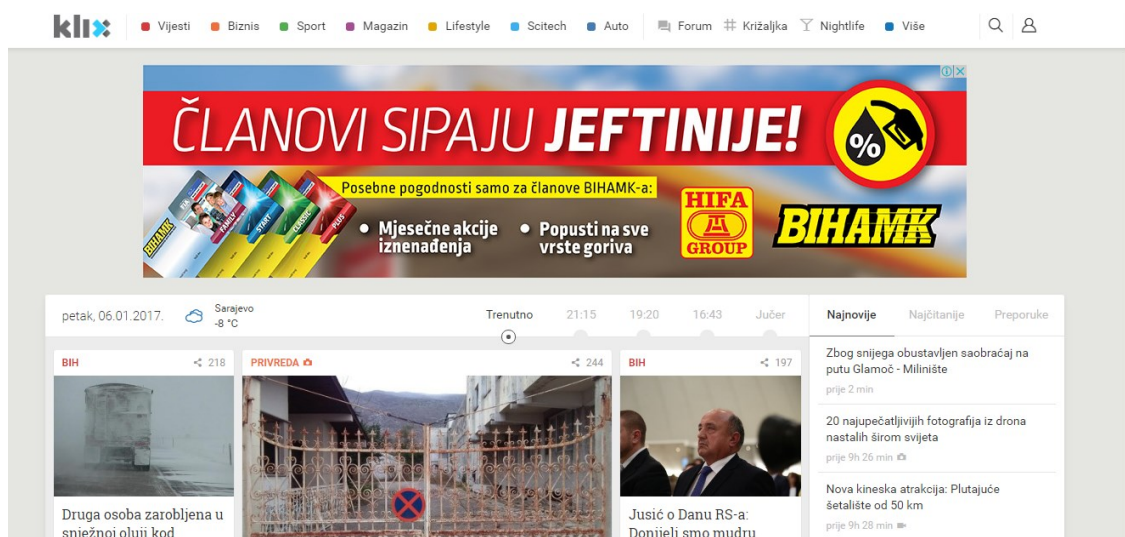 klix
Vijesti Biznis Sport Magazin Lifestyle Scitech Auto Forum Križaljka Nightlife Više
ČLANOVI SIPAJU JEFTINIJE!
%
Posebne pogodnosti samo za članove BIHAMK-a:
• Mjesečne akcije iznenađenja
• Popusti na sve vrste goriva
HIFA
GROUP
BIHAMK
BIHAMK
FAMILY
START
CLASSIC
PLUS
petak, 06.01.2017.
Sarajevo
-8 °C
Trenutno 21:15 19:20 16:43 Jučer
BIH 218
Druga osoba zarobljena u
snježnoj oluji kod
PRIVREDA 244
BIH 197
Jusić o Danu RS-a:
Donijeli smo mudru
Najnovije Najčitanije Preporuke
Zbog snijega obustavljen saobraćaj na
putu Glamoč - Milinište
prije 2 min
20 najupečatljivijih fotografija iz drona
nastalih širom svijeta
prije 9h 26 min
Nova kineska atrakcija: Plutajuće
šetalište od 50 km
prije 9h 28 min